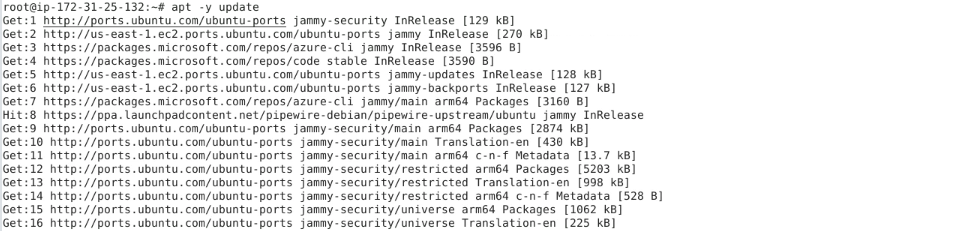 root@ip-172-31-25-132:~# apt -y update
Get:1 http://ports.ubuntu.com/ubuntu-ports jammy-security InRelease [129 kB]
Get:2 http://us-east-1.ec2.ports.ubuntu.com/ubuntu-ports jammy InRelease [270 kB]
Get:3 https://packages.microsoft.com/repos/azure-cli jammy InRelease [3596 B]
Get:4 https://packages.microsoft.com/repos/code stable InRelease [3590 B]
Get:5 http://us-east-1.ec2.ports.ubuntu.com/ubuntu-ports jammy-updates InRelease [128 kB]
Get:6 http://us-east-1.ec2.ports.ubuntu.com/ubuntu-ports jammy-backports InRelease [127 kB]
Get:7 https://packages.microsoft.com/repos/azure-cli jammy/main arm64 Packages [3160 B]
Hit:8 https://ppa.launchpadcontent.net/pipewire-debian/pipewire-upstream/ubuntu jammy InRelease
Get:9 http://ports.ubuntu.com/ubuntu-ports jammy-security/main arm64 Packages [2874 kB]
Get:10 http://ports.ubuntu.com/ubuntu-ports jammy-security/main Translation-en [430 kB]
Get:11 http://ports.ubuntu.com/ubuntu-ports jammy-security/main arm64 c-n-f Metadata [13.7 kB]
Get:12 http://ports.ubuntu.com/ubuntu-ports jammy-security/restricted arm64 Packages [5203 kB]
Get:13 http://ports.ubuntu.com/ubuntu-ports jammy-security/restricted Translation-en [998 kB]
Get:14 http://ports.ubuntu.com/ubuntu-ports jammy-security/restricted arm64 c-n-f Metadata [528 B]
Get:15 http://ports.ubuntu.com/ubuntu-ports jammy-security/universe arm64 Packages [1062 kB]
Get:16 http://ports.ubuntu.com/ubuntu-ports jammy-security/universe Translation-en [225 kB]